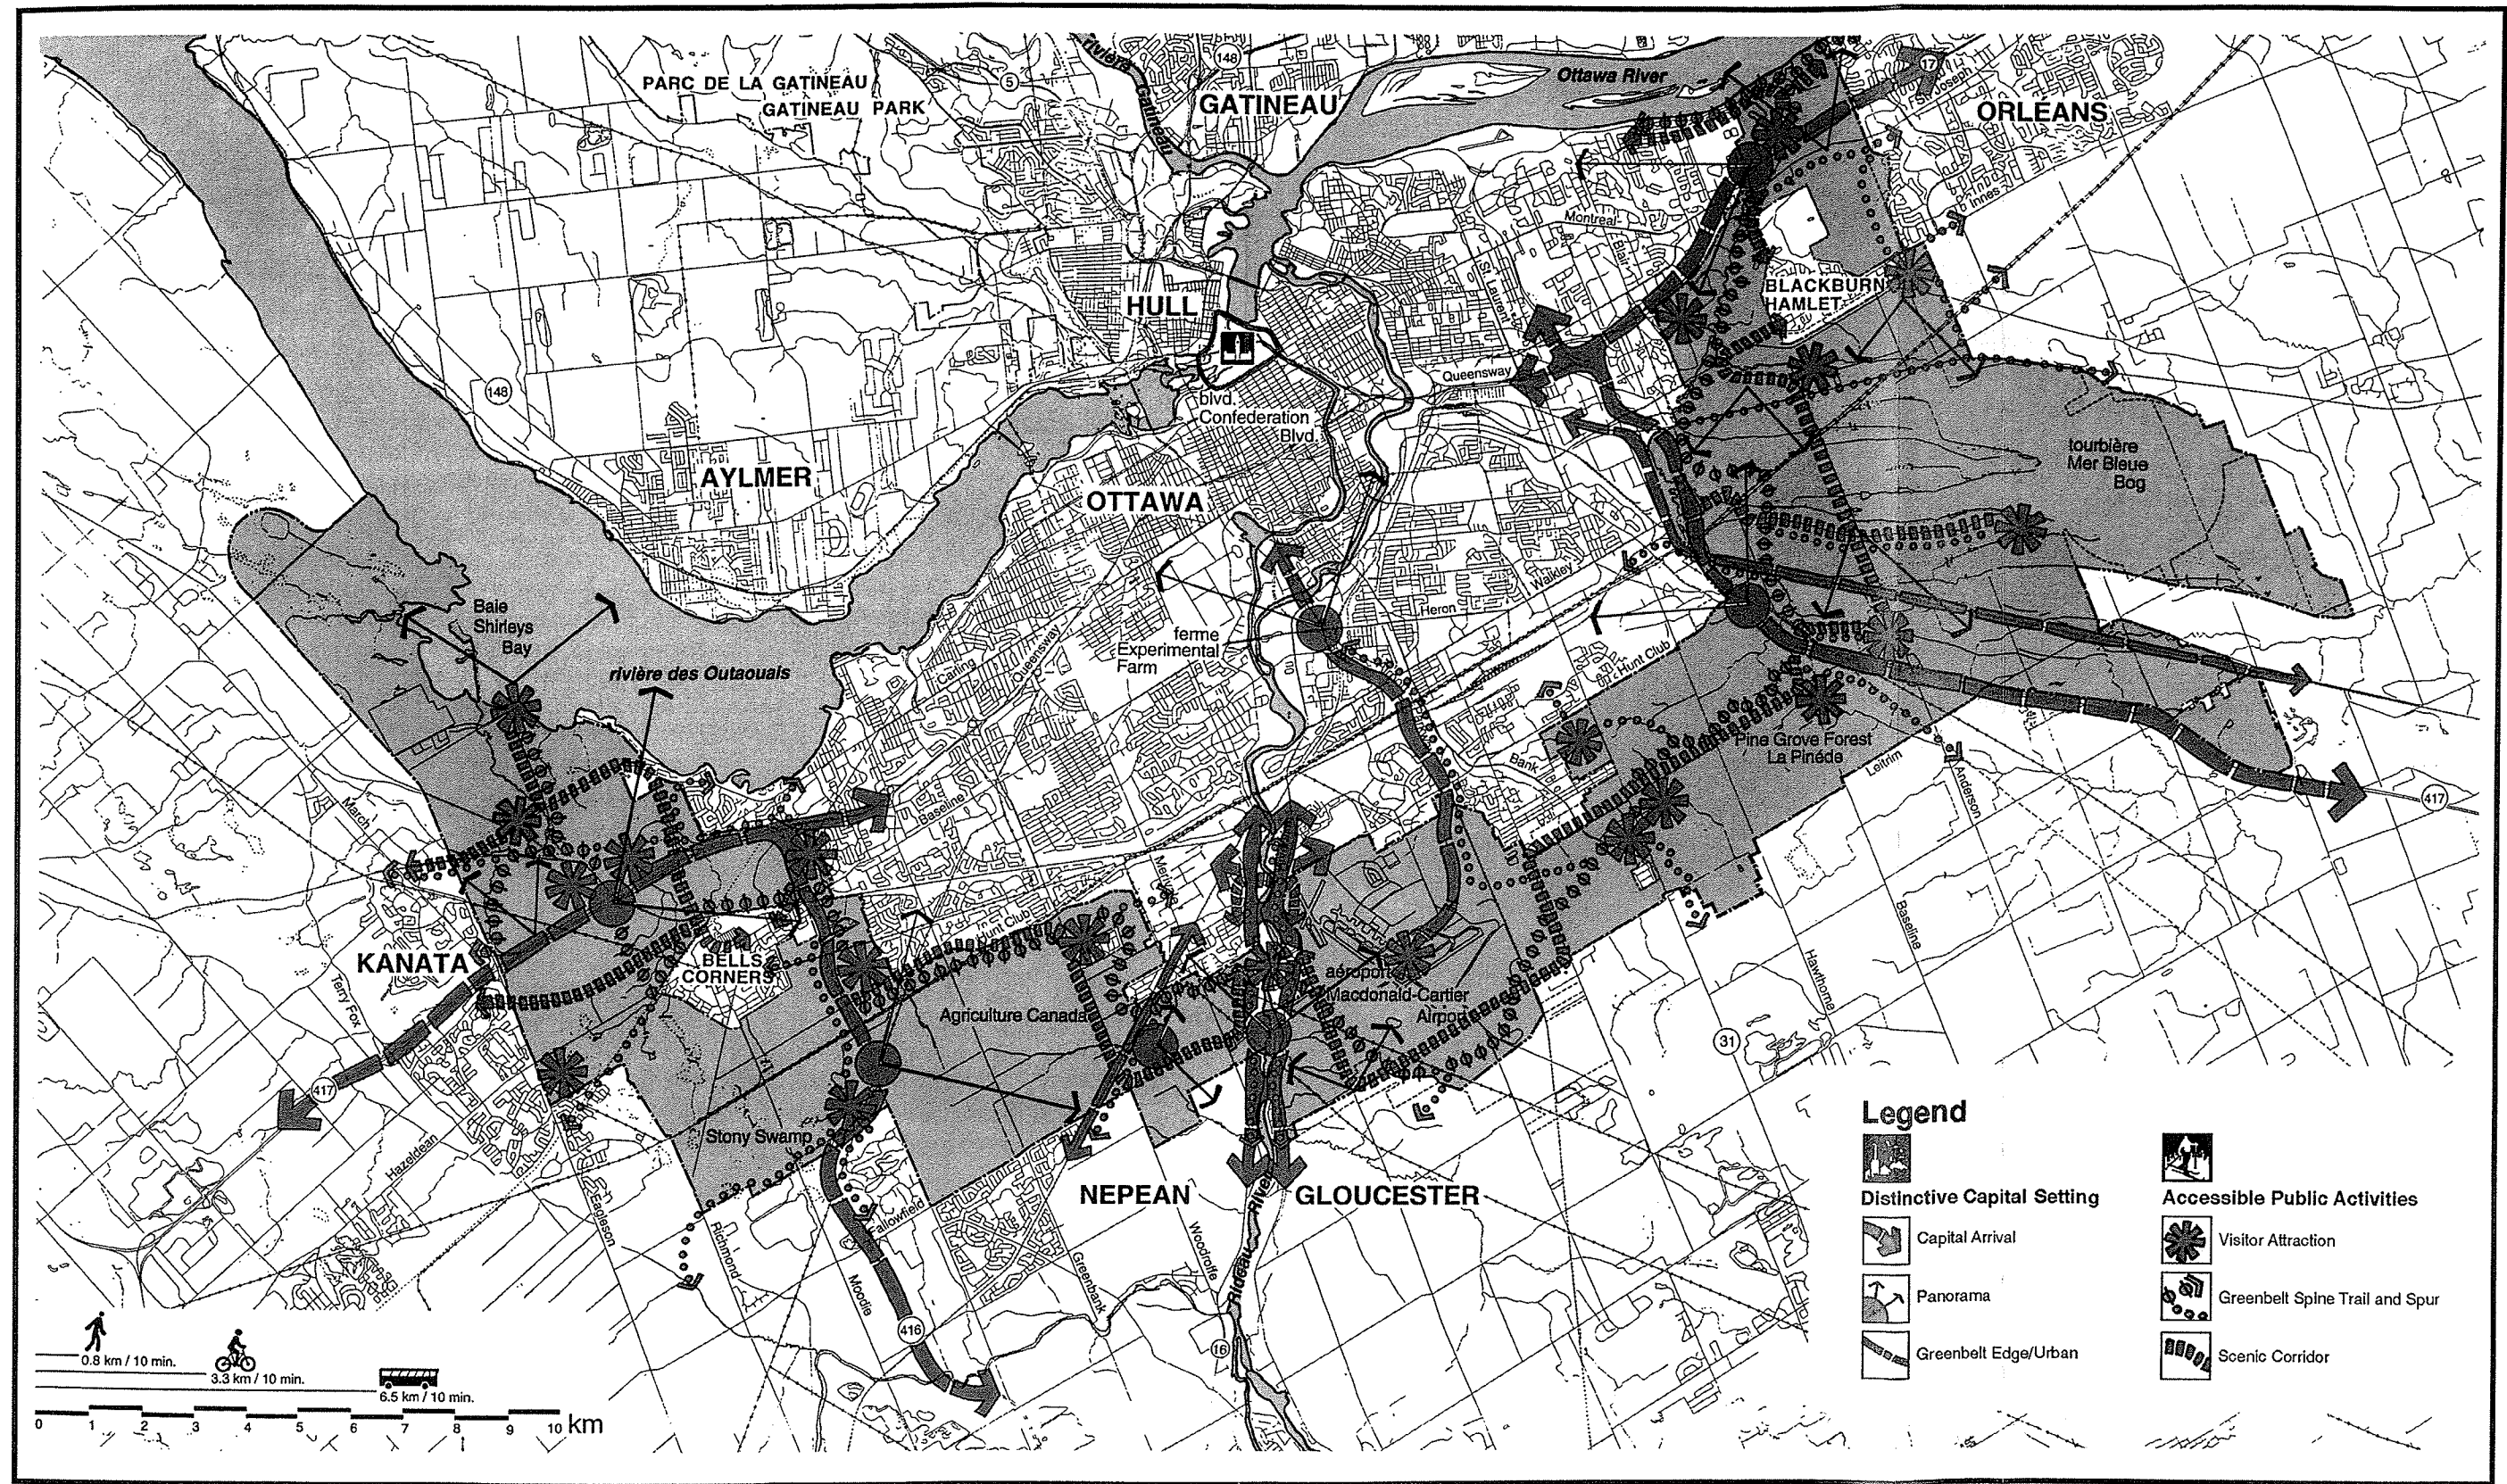 rivière
Gatineau
148
5
PARC DE LA GATINEAU
GATINEAU PARK
GATINEAU
Ottawa River
17
St. Joseph
ORLÉANS
Innes
Montreal
Blair
St. Laurent
BLACKBURN
HAMLET
HULL
Queensway
148
blvd.
Confederation
Blvd.
AYLMER
OTTAWA
tourbière
Mer Bleue
Bog
Baie
Shirleys
Bay
rivière des Outaouais
Carling
Queensway
ferme
Experimental
Farm
Heron
Walkley
Hunt Club
Bank
Pine Grove Forest
La Pinède
Leitrim
Anderson
417
March
Baseline
Merivale
Hunt Club
KANATA
BELLS
CORNERS
Terry Fox
Agriculture Canada
aéroport
Macdonald-Cartier
Airport
Baseline
Hawthorne
31
417
Hazeldean
Stony Swamp
Eagleson
Richmond
Fallowfield
Moodie
Greenbank
Woodroffe
NEPEAN
GLOUCESTER
Rideau River
416
16
Legend
Distinctive Capital Setting
Capital Arrival
Panorama
Greenbelt Edge/Urban
Accessible Public Activities
Visitor Attraction
Greenbelt Spine Trail and Spur
Scenic Corridor
0.8 km / 10 min.
3.3 km / 10 min.
6.5 km / 10 min.
0 1 2 3 4 5 6 7 8 9 10 km